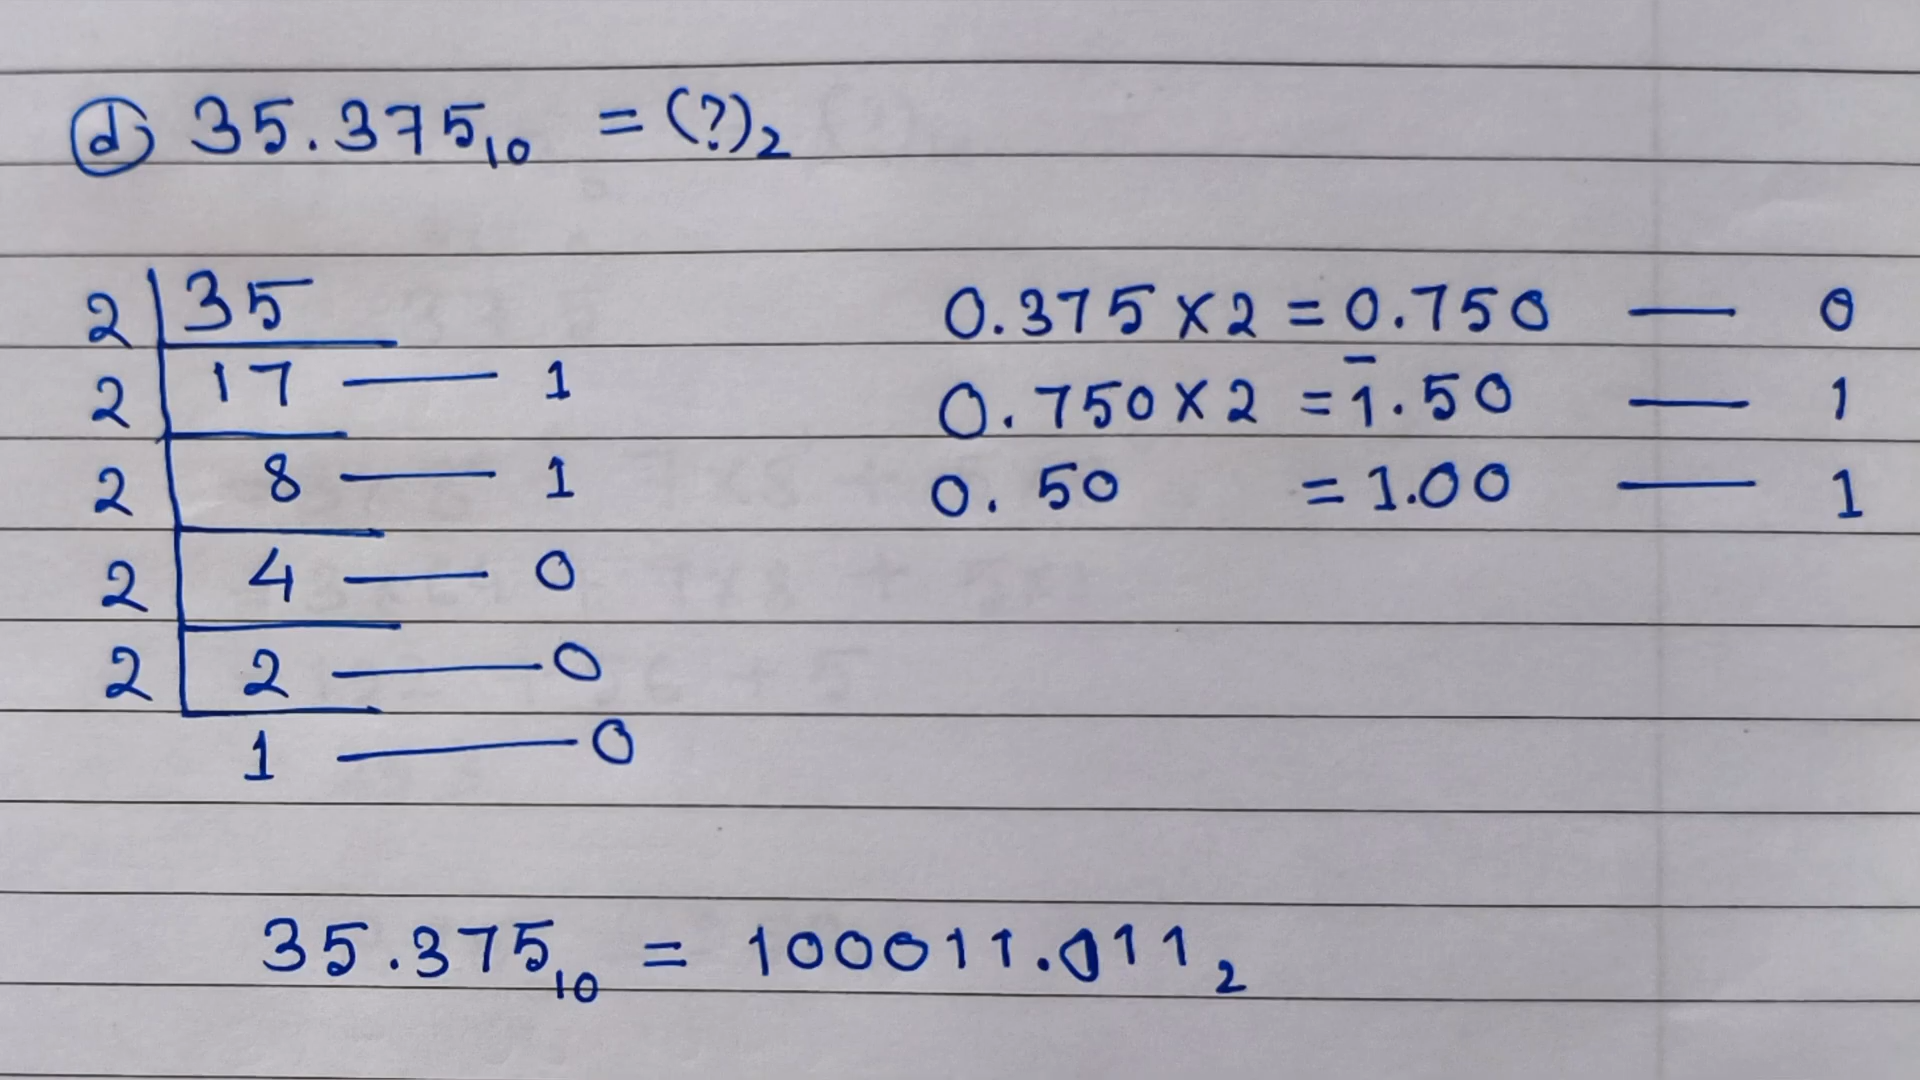 d) 35.375₁₀ = (?)₂
2 | 35
2 | 17 — 1
2 | 8 — 1
2 | 4 — 0
2 | 2 — 0
1 — 0
0.375 × 2 = 0.750 — 0
0.750 × 2 = 1.50 — 1
0.50 = 1.00 — 1
35.375₁₀ = 100011.011₂